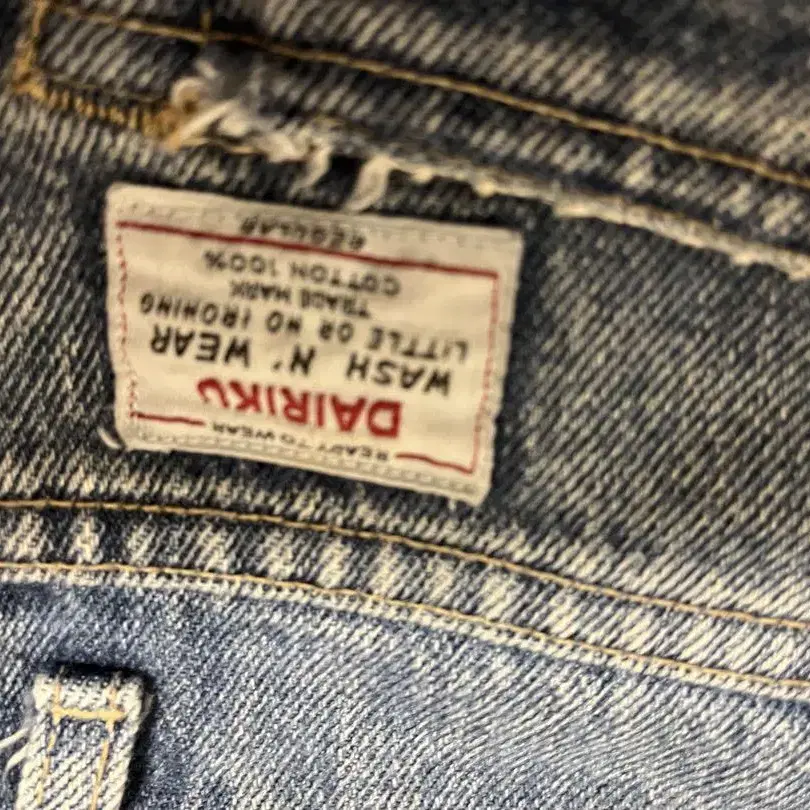 READY TO WEAR
DAIRIKU
WASH N' WEAR
LITTLE OR NO IRONING
TRADE MARK
COTTON 100%
REGULAR